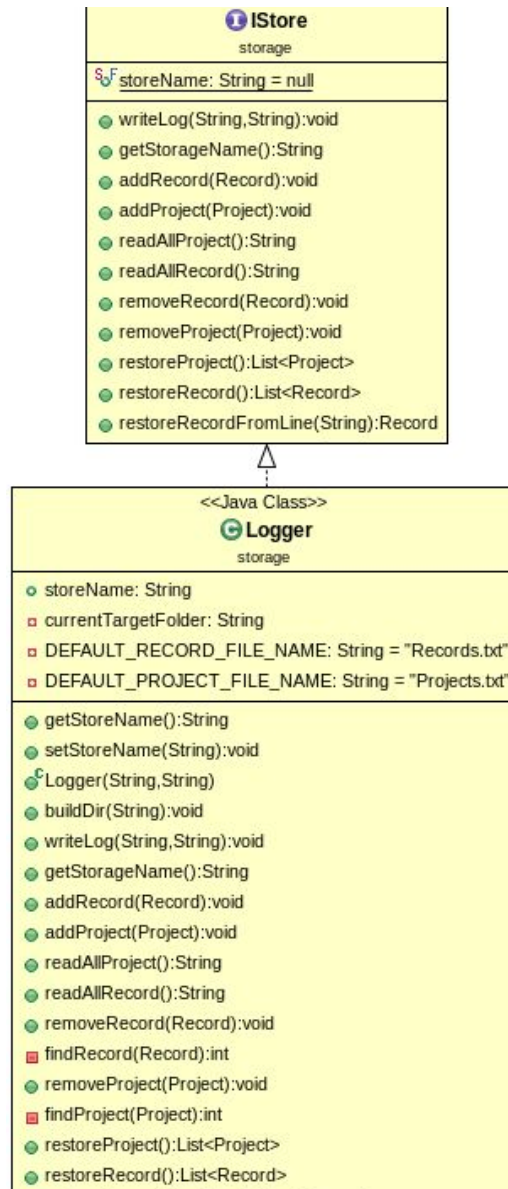 IStore
storage
storeName: String = null
writeLog(String,String):void
getStorageName():String
addRecord(Record):void
addProject(Project):void
readAllProject():String
readAllRecord():String
removeRecord(Record):void
removeProject(Project):void
restoreProject():List<Project>
restoreRecord():List<Record>
restoreRecordFromLine(String):Record
<<Java Class>>
Logger
storage
storeName: String
currentTargetFolder: String
DEFAULT_RECORD_FILE_NAME: String = "Records.txt"
DEFAULT_PROJECT_FILE_NAME: String = "Projects.txt"
getStoreName():String
setStoreName(String):void
Logger(String,String)
buildDir(String):void
writeLog(String,String):void
getStorageName():String
addRecord(Record):void
addProject(Project):void
readAllProject():String
readAllRecord():String
removeRecord(Record):void
findRecord(Record):int
removeProject(Project):void
findProject(Project):int
restoreProject():List<Project>
restoreRecord():List<Record>